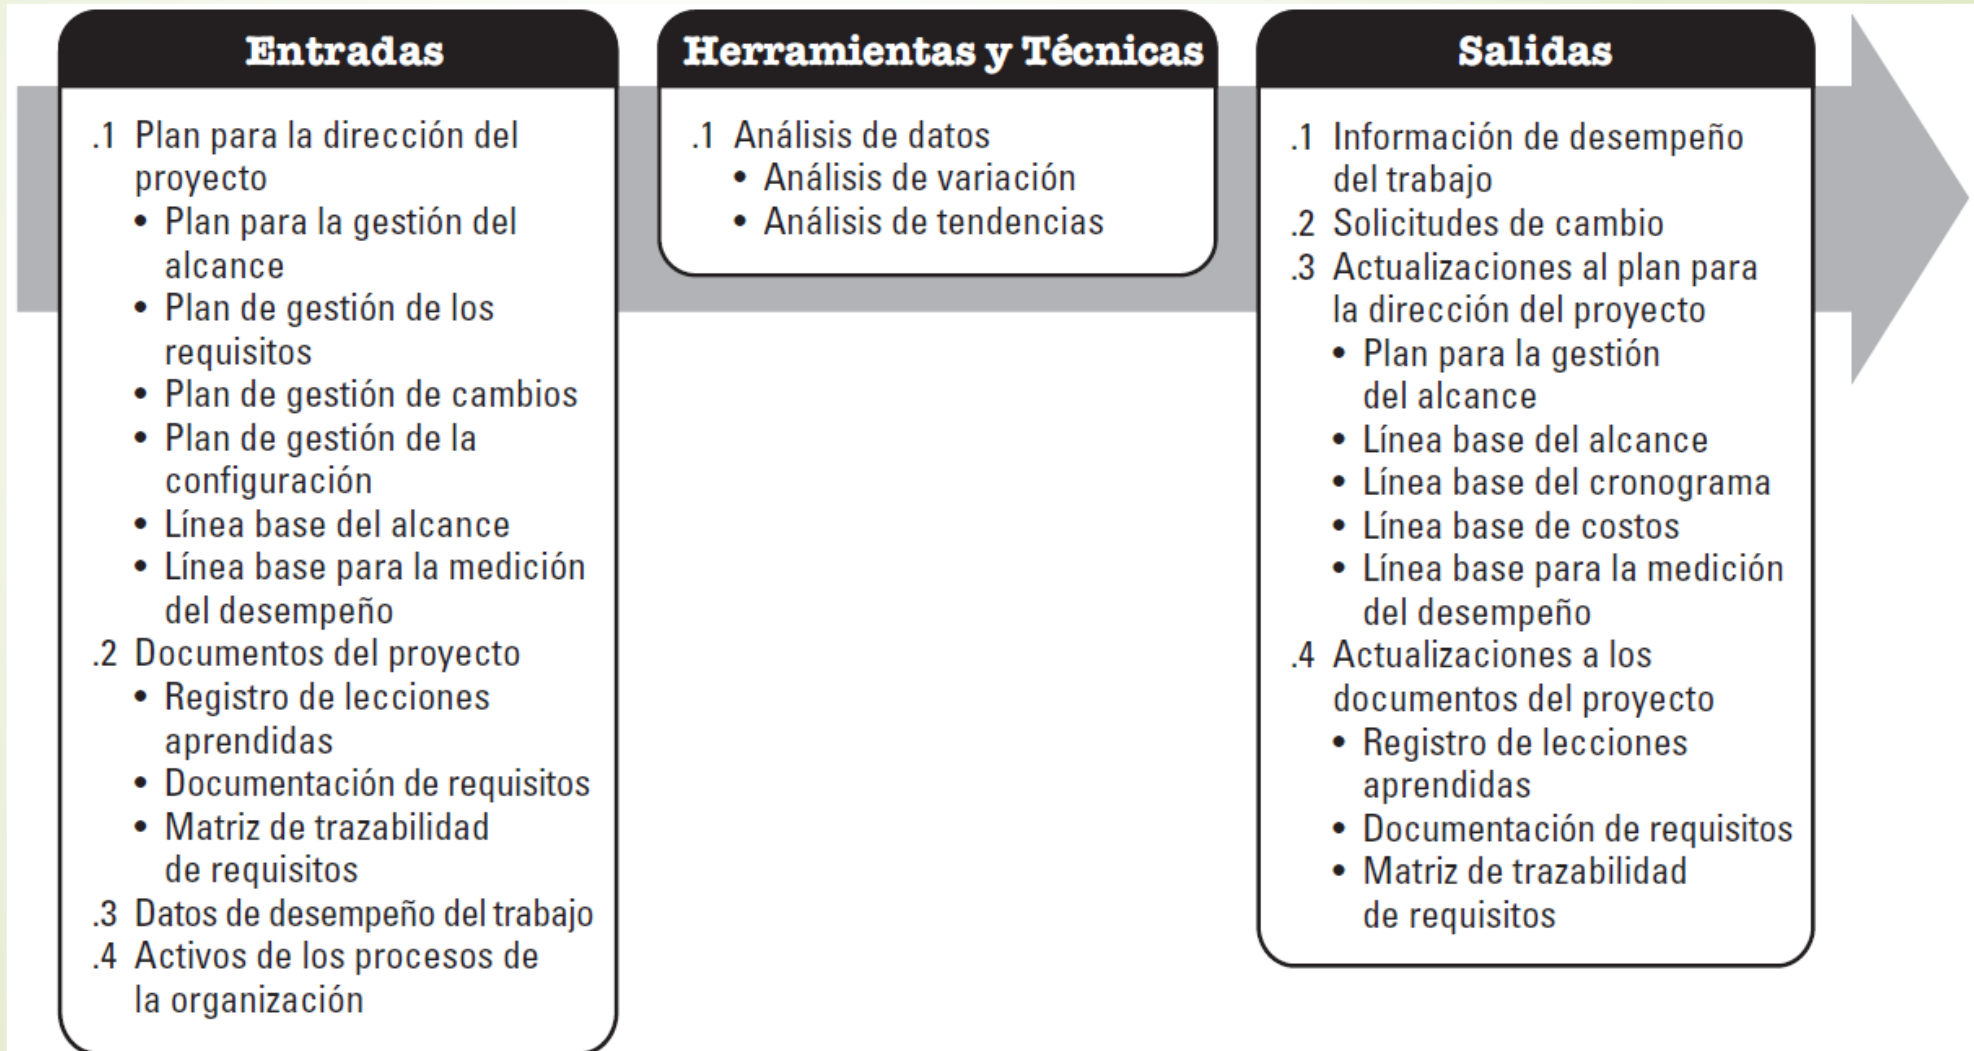 Entradas
.1 Plan para la dirección del
proyecto
• Plan para la gestión del
alcance
• Plan de gestión de los
requisitos
• Plan de gestión de cambios
• Plan de gestión de la
configuración
• Línea base del alcance
• Línea base para la medición
del desempeño
.2 Documentos del proyecto
• Registro de lecciones
aprendidas
• Documentación de requisitos
• Matriz de trazabilidad
de requisitos
.3 Datos de desempeño del trabajo
.4 Activos de los procesos de
la organización
Herramientas y Técnicas
.1 Análisis de datos
• Análisis de variación
• Análisis de tendencias
Salidas
.1 Información de desempeño
del trabajo
.2 Solicitudes de cambio
.3 Actualizaciones al plan para
la dirección del proyecto
• Plan para la gestión
del alcance
• Línea base del alcance
• Línea base del cronograma
• Línea base de costos
• Línea base para la medición
del desempeño
.4 Actualizaciones a los
documentos del proyecto
• Registro de lecciones
aprendidas
• Documentación de requisitos
• Matriz de trazabilidad
de requisitos